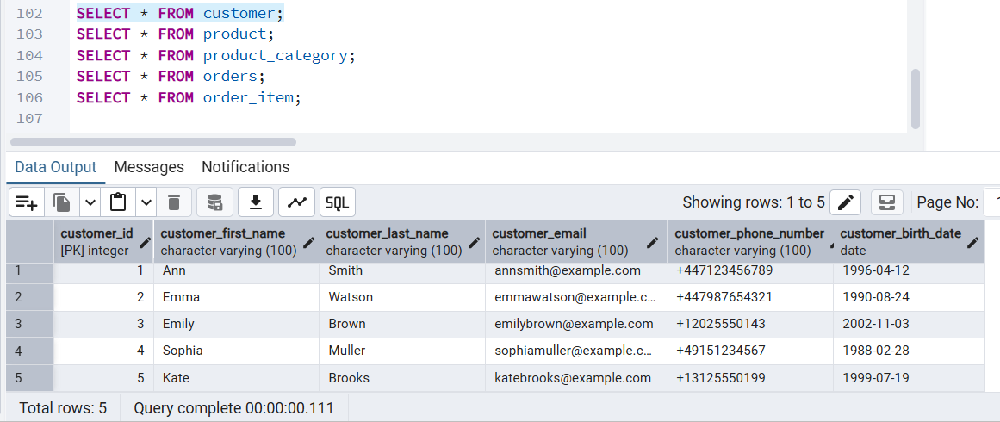 102 SELECT * FROM customer;
103 SELECT * FROM product;
104 SELECT * FROM product_category;
105 SELECT * FROM orders;
106 SELECT * FROM order_item;
107
Data Output Messages Notifications
SQL Showing rows: 1 to 5 Page No: 1
customer_id customer_first_name customer_last_name customer_email customer_phone_number customer_birth_date
[PK] integer character varying (100) character varying (100) character varying (100) character varying (100) date
1 1 Ann Smith annsmith@example.com +447123456789 1996-04-12
2 2 Emma Watson emmawatson@example.c... +447987654321 1990-08-24
3 3 Emily Brown emilybrown@example.com +12025550143 2002-11-03
4 4 Sophia Muller sophiamuller@example.c... +49151234567 1988-02-28
5 5 Kate Brooks katebrooks@example.com +13125550199 1999-07-19
Total rows: 5 Query complete 00:00:00.111